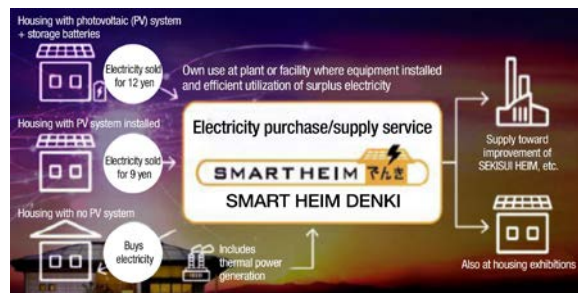 Housing with photovoltaic (PV) system
+ storage batteries
Electricity sold
for 12 yen
Own use at plant or facility where equipment installed
and efficient utilization of surplus electricity
Housing with PV system installed
Electricity sold
for 9 yen
Electricity purchase/supply service
SMART HEIM でんき
SMART HEIM DENKI
Supply toward
improvement of
SEKISUI HEIM, etc.
Housing with no PV system
Buys
electricity
Includes
thermal power
generation
Also at housing exhibitions